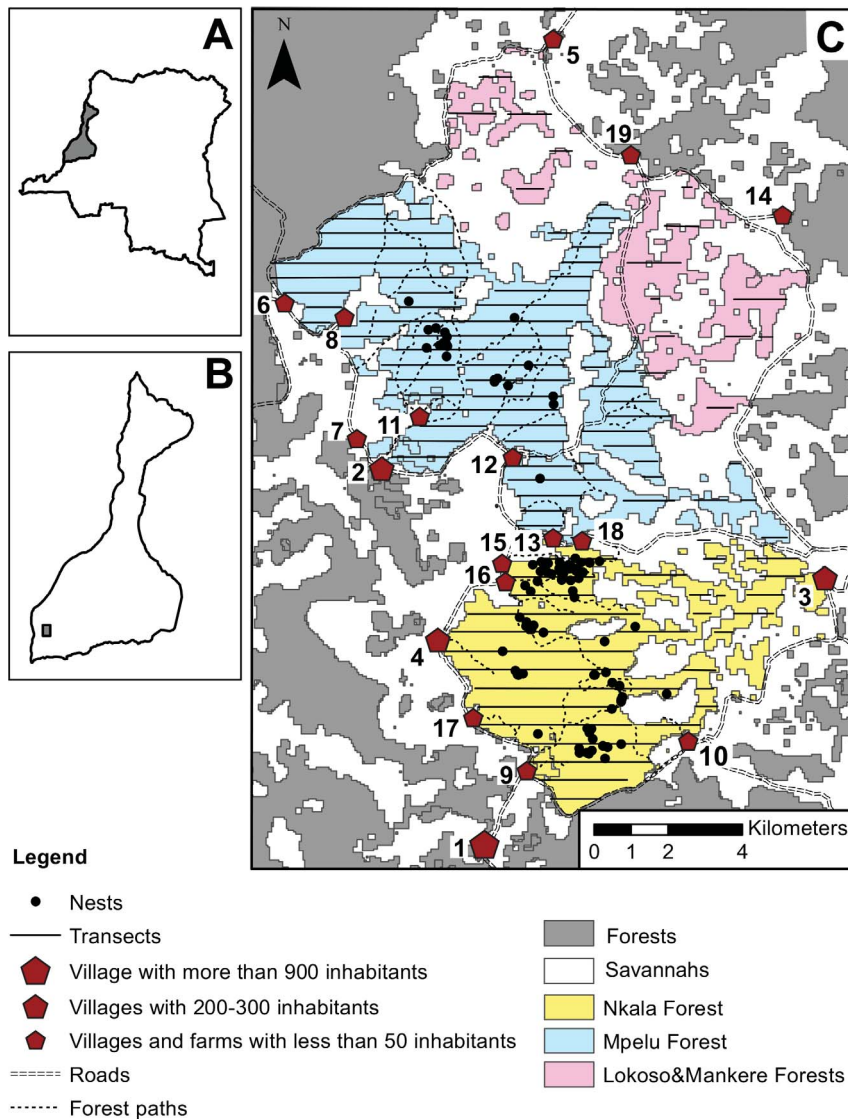 A
B
N
C
5
19
14
6
8
11
7
2
12
13
18
15
16
3
4
17
10
9
1
Kilometers
0 1 2 4
Legend
Nests
Transects
Village with more than 900 inhabitants
Villages with 200-300 inhabitants
Villages and farms with less than 50 inhabitants
Roads
Forest paths
Forests
Savannahs
Nkala Forest
Mpelu Forest
Lokoso&Mankere Forests